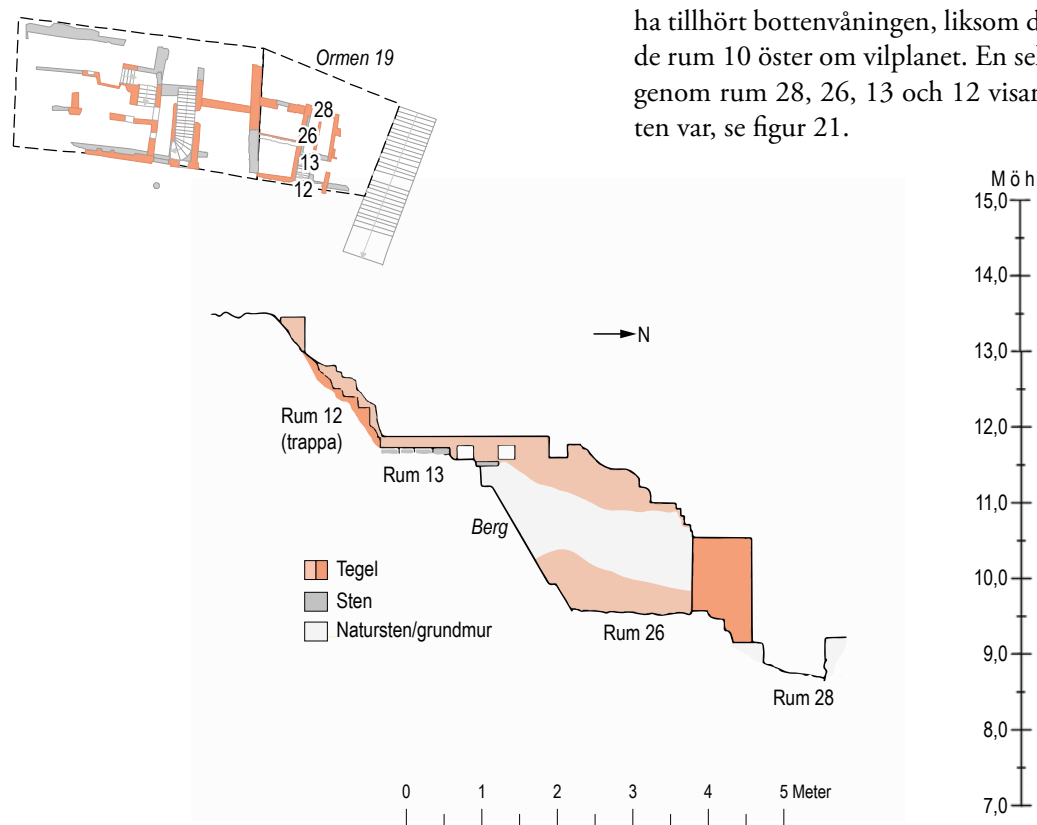 ha tillhört bottenvåningen, liksom d
de rum 10 öster om vilplanet. En sek
genom rum 28, 26, 13 och 12 visar
ten var, se figur 21.
Ormen 19
28
26
13
12
M ö h
15,0
14,0
13,0
12,0
11,0
10,0
9,0
8,0
7,0
N
Rum 12
(trappa)
Rum 13
Berg
Tegel
Sten
Natursten/grundmur
Rum 26
Rum 28
0 1 2 3 4 5 Meter